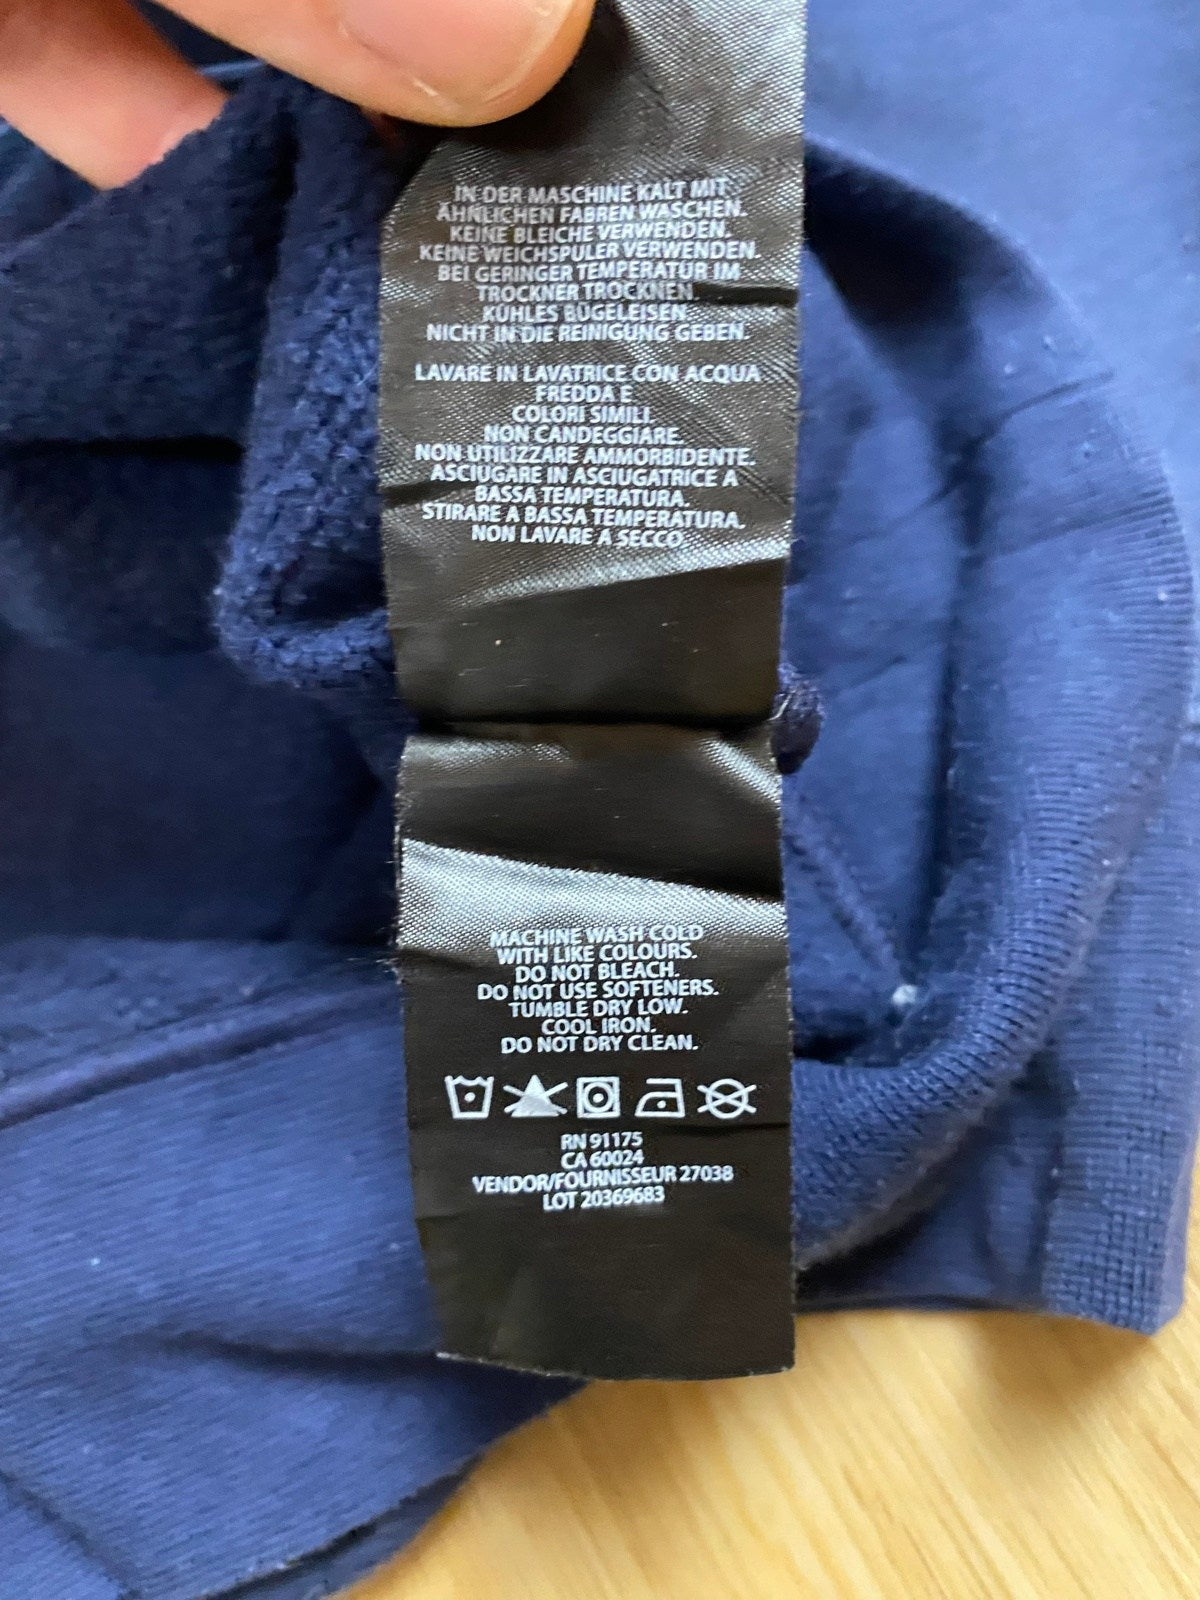 IN DER MASCHINE KALT MIT
ÄHNLICHEN FABREN WASCHEN.
KEINE BLEICHE VERWENDEN.
KEINE WEICHSPÜLER VERWENDEN.
BEI GERINGER TEMPERATUR IM
TROCKNER TROCKNEN.
KÜHLES BÜGELEISEN
NICHT IN DIE REINIGUNG GEBEN.
LAVARE IN LAVATRICE CON ACQUA
FREDDA E
COLORI SIMILI
NON CANDEGGIARE.
NON UTILIZZARE AMMORBIDENTE.
ASCIUGARE IN ASCIUGATRICE A
BASSA TEMPERATURA.
STIRARE A BASSA TEMPERATURA.
NON LAVARE A SECCO
MACHINE WASH COLD
WITH LIKE COLOURS.
DO NOT BLEACH.
DO NOT USE SOFTENERS.
TUMBLE DRY LOW.
COOL IRON.
DO NOT DRY CLEAN.
RN 91175
CA 60024
VENDOR/FOURNISSEUR 27038
LOT 20369683